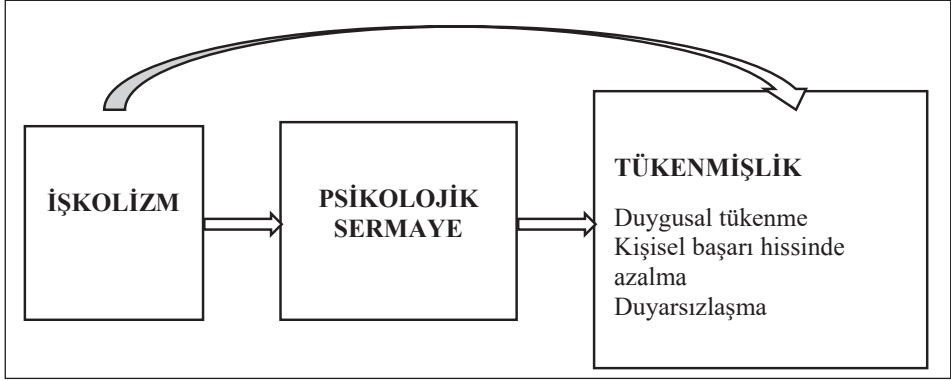 İŞKOLİZM
PSİKOLOJİK
SERMAYE
TÜKENMİŞLİK
Duygusal tükenme
Kişisel başarı hissinde
azalma
Duyarsızlaşma